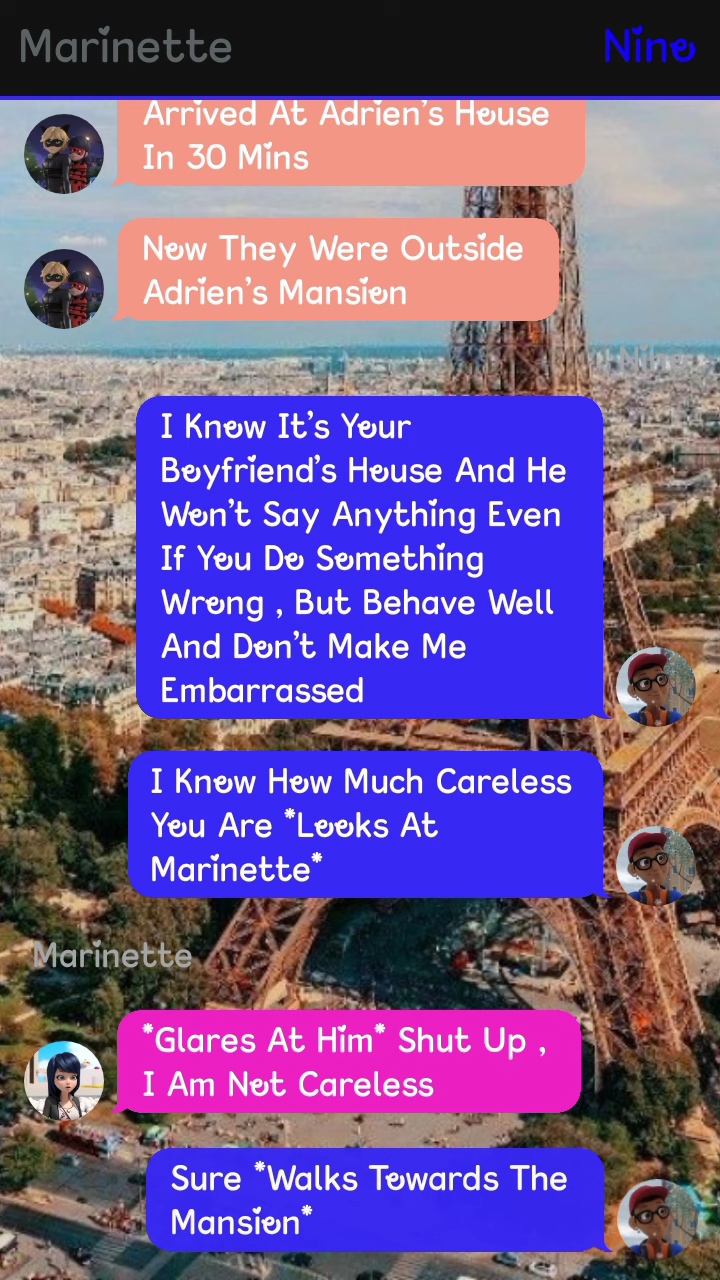 Marinette
Nino
Arrived At Adrien's House
In 30 Mins
Now They Were Outside
Adrien's Mansion
I Know It's Your
Boyfriend's House And He
Won't Say Anything Even
If You Do Something
Wrong , But Behave Well
And Don't Make Me
Embarrassed
I Know How Much Careless
You Are *Looks At
Marinette*
Marinette
*Glares At Him* Shut Up ,
I Am Not Careless
Sure *Walks Towards The
Mansion*